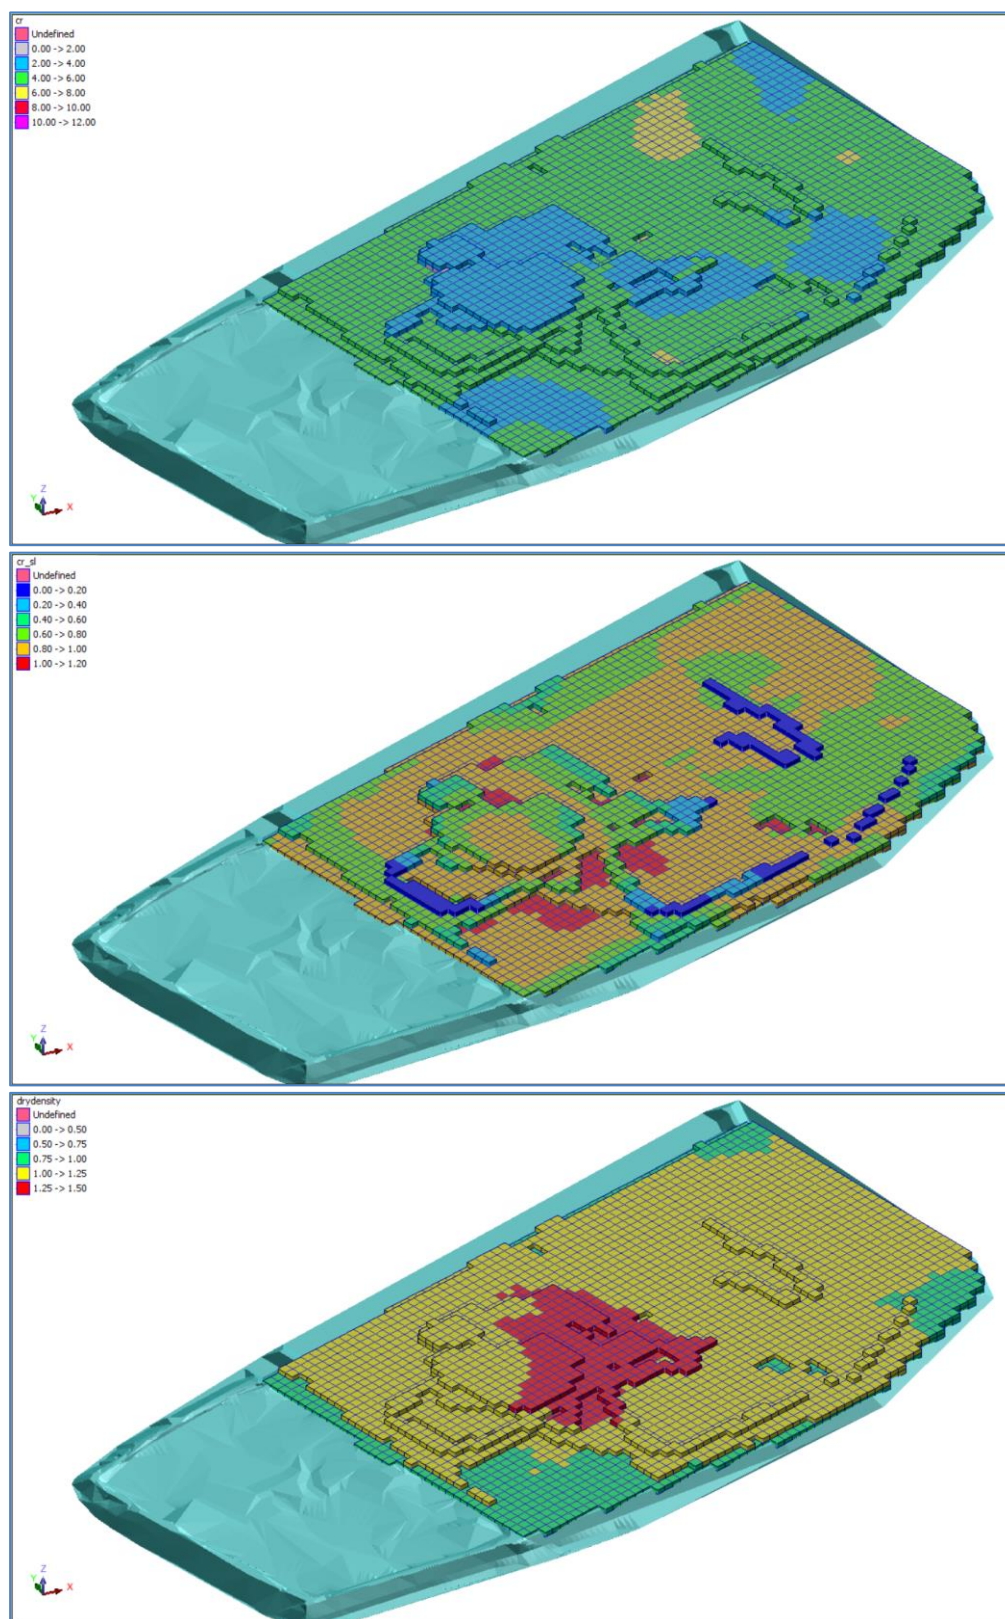 cr
Undefined
0.00 -> 2.00
2.00 -> 4.00
4.00 -> 6.00
6.00 -> 8.00
8.00 -> 10.00
10.00 -> 12.00
Z
Y
X
cr_sl
Undefined
0.00 -> 0.20
0.20 -> 0.40
0.40 -> 0.60
0.60 -> 0.80
0.80 -> 1.00
1.00 -> 1.20
Z
Y
X
drydensity
Undefined
0.00 -> 0.50
0.50 -> 0.75
0.75 -> 1.00
1.00 -> 1.25
1.25 -> 1.50
Z
Y
X